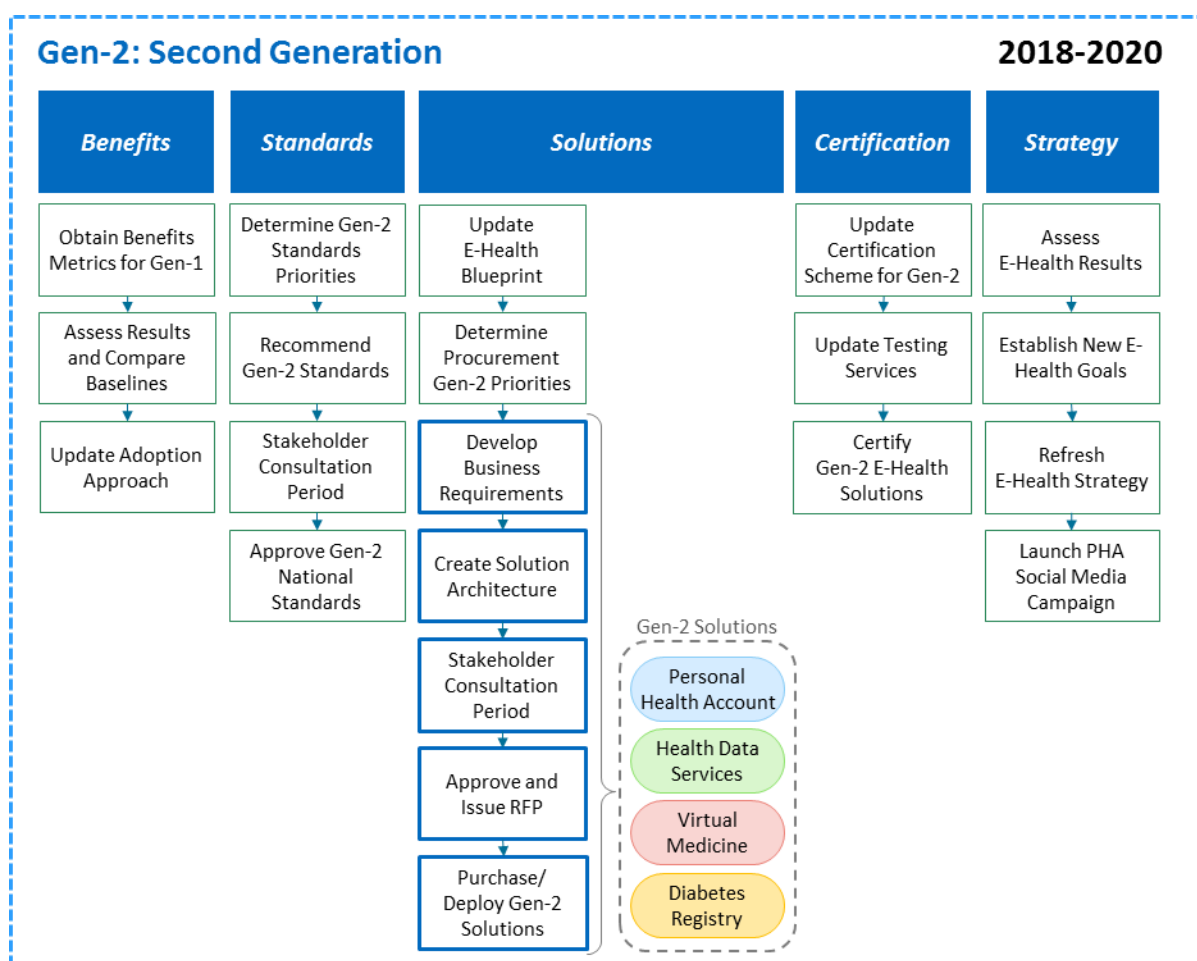 Gen-2: Second Generation
2018-2020
Benefits
Standards
Solutions
Certification
Strategy
Obtain Benefits
Metrics for Gen-1
Assess Results
and Compare
Baselines
Update Adoption
Approach
Determine Gen-2
Standards
Priorities
Recommend
Gen-2 Standards
Stakeholder
Consultation
Period
Approve Gen-2
National
Standards
Update
E-Health
Blueprint
Determine
Procurement
Gen-2 Priorities
Develop
Business
Requirements
Create Solution
Architecture
Stakeholder
Consultation
Period
Approve and
Issue RFP
Purchase/
Deploy Gen-2
Solutions
Gen-2 Solutions
Personal
Health Account
Health Data
Services
Virtual
Medicine
Diabetes
Registry
Update
Certification
Scheme for Gen-2
Update Testing
Services
Certify
Gen-2 E-Health
Solutions
Assess
E-Health Results
Establish New E-
Health Goals
Refresh
E-Health Strategy
Launch PHA
Social Media
Campaign